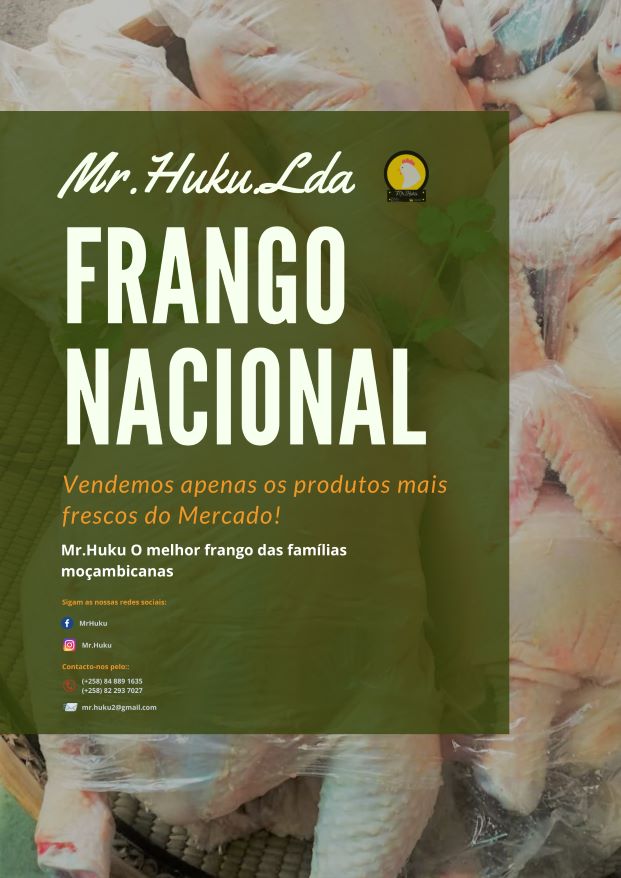 Mr.Huku.Lda
Mr.Huku
FRANGO
NACIONAL
Vendemos apenas os produtos mais
frescos do Mercado!
Mr.Huku O melhor frango das famílias
moçambicanas
Sigam as nossas redes sociais:
MrHuku
Mr.Huku
Contacto-nos pelo::
(+258) 84 889 1635
(+258) 82 293 7027
mr.huku2@gmail.com